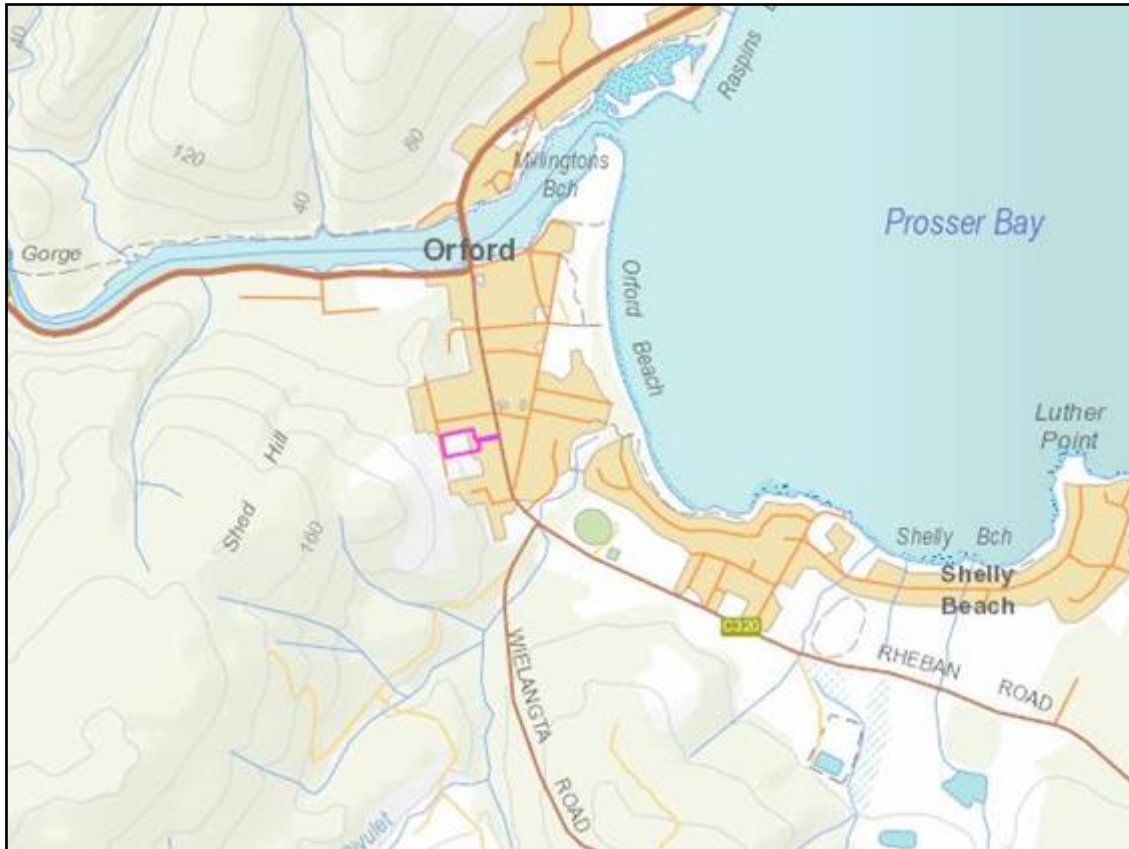 40
Raspins
120
80
Millingtons
Bch
40
Orford
Gorge
Prosser Bay
Orford Beach
Luther
Point
Shed Hill
160
Shelly Bch
Shelly
Beach
C320
RHEBAN ROAD
WIELANGTA ROAD